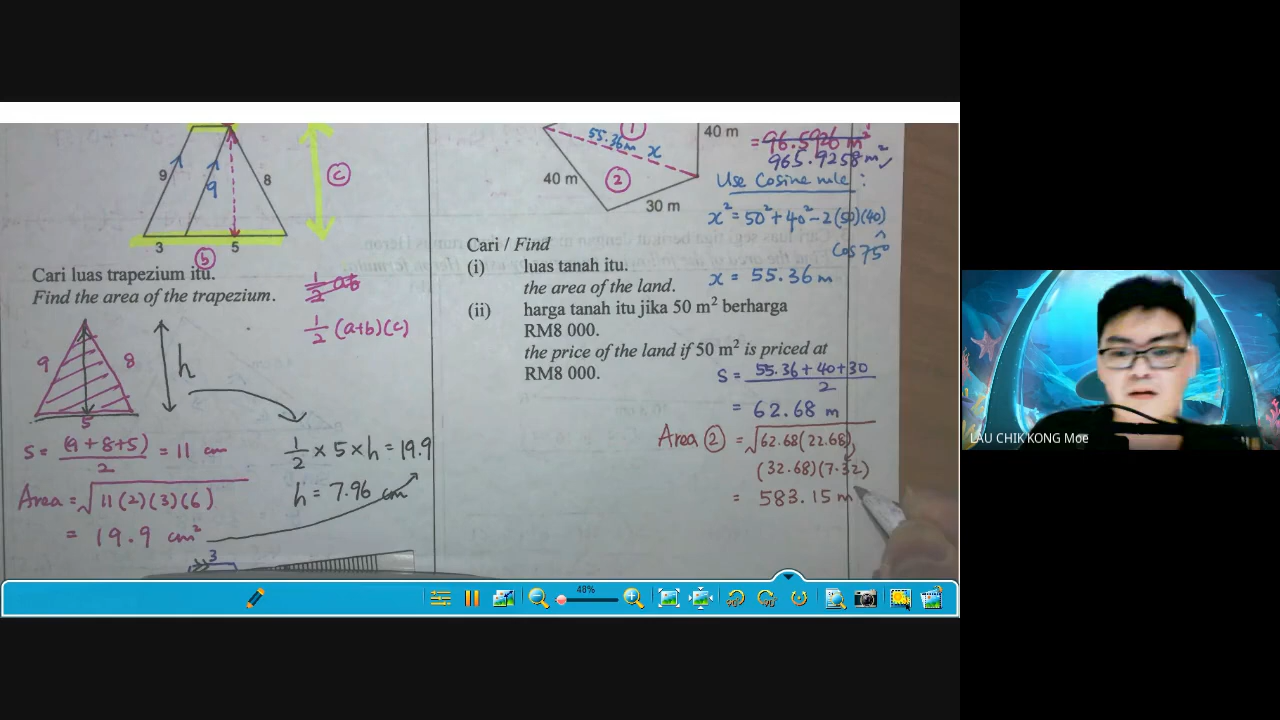 9
9
8
3
5
b
c
Cari luas trapezium itu.
Find the area of the trapezium.
1/2 ab
1/2 (a+b)(c)
9
8
h
5
s = (9+8+5)/2 = 11 cm
Area = √11(2)(3)(6)
= 19.9 cm²
1/2 × 5 × h = 19.9
h = 7.96 cm
3
1
55.36m x
40 m
2
40 m
30 m
= 96.5926 m²
965.9258 m²
Use Cosine rule :
x² = 50² + 40² − 2(50)(40)
cos 75°
x = 55.36 m
Cari / Find
(i) luas tanah itu.
the area of the land.
(ii) harga tanah itu jika 50 m² berharga
RM8 000.
the price of the land if 50 m² is priced at
RM8 000.
S = (55.36+40+30)/2
= 62.68 m
Area 2 = √62.68(22.68)
(32.68)(7.32)
= 583.15 m
48%
LAU CHIK KONG Moe